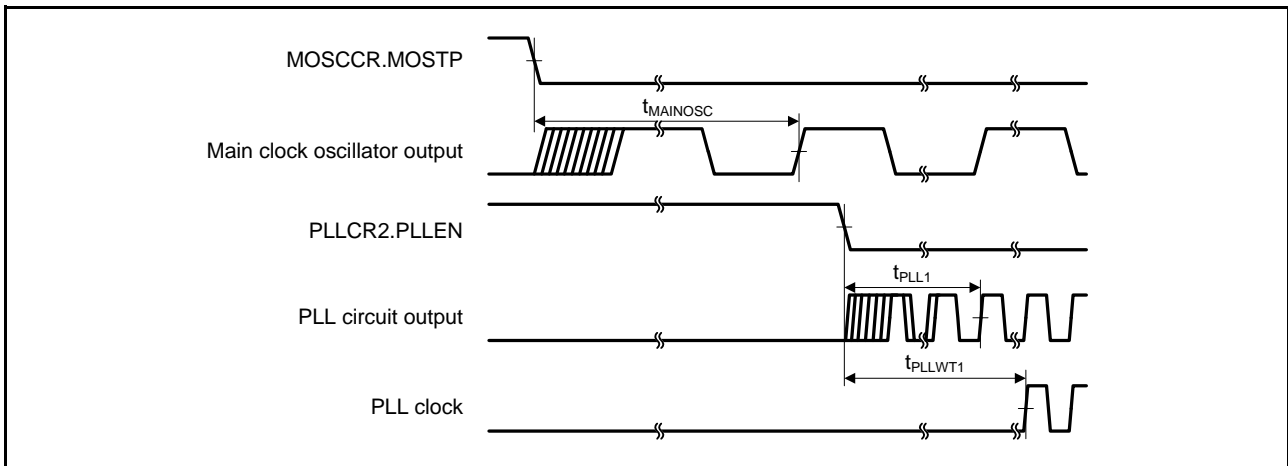 MOSCCR.MOSTP
tMAINOSC
Main clock oscillator output
PLLCR2.PLLEN
tPLL1
PLL circuit output
tPLLWT1
PLL clock